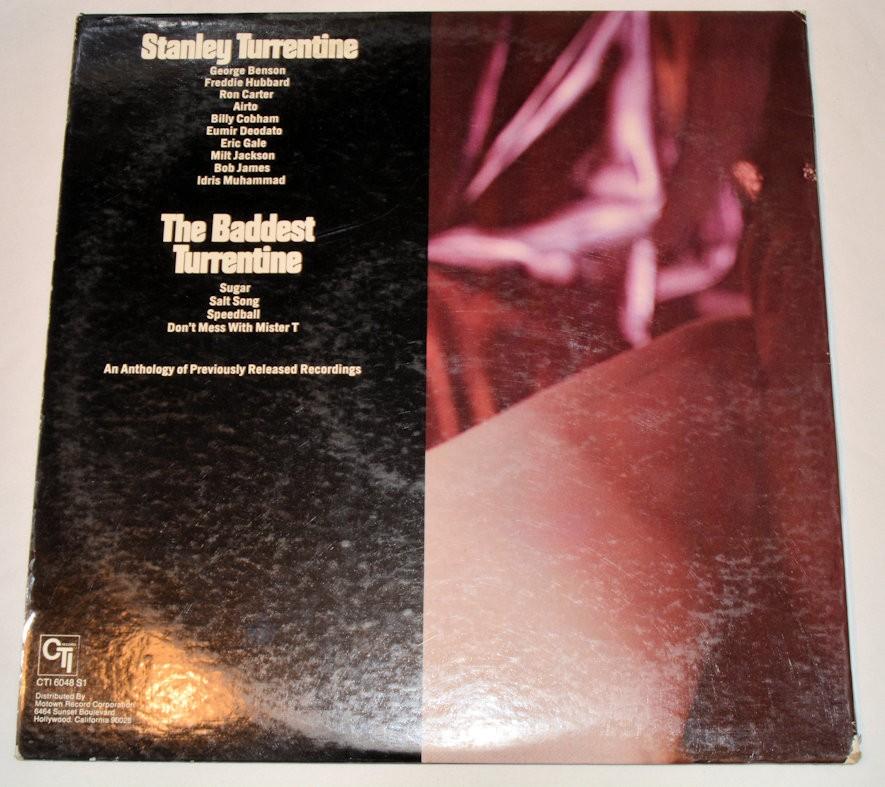 Stanley Turrentine
George Benson
Freddie Hubbard
Ron Carter
Airto
Billy Cobham
Eumir Deodato
Eric Gale
Milt Jackson
Bob James
Idris Muhammad
The Baddest
Turrentine
Sugar
Salt Song
Speedball
Don't Mess With Mister T
An Anthology of Previously Released Recordings
CTI RECORDS
CTI 6048 S1
Distributed By
Motown Record Corporation
6464 Sunset Boulevard
Hollywood, California 90028